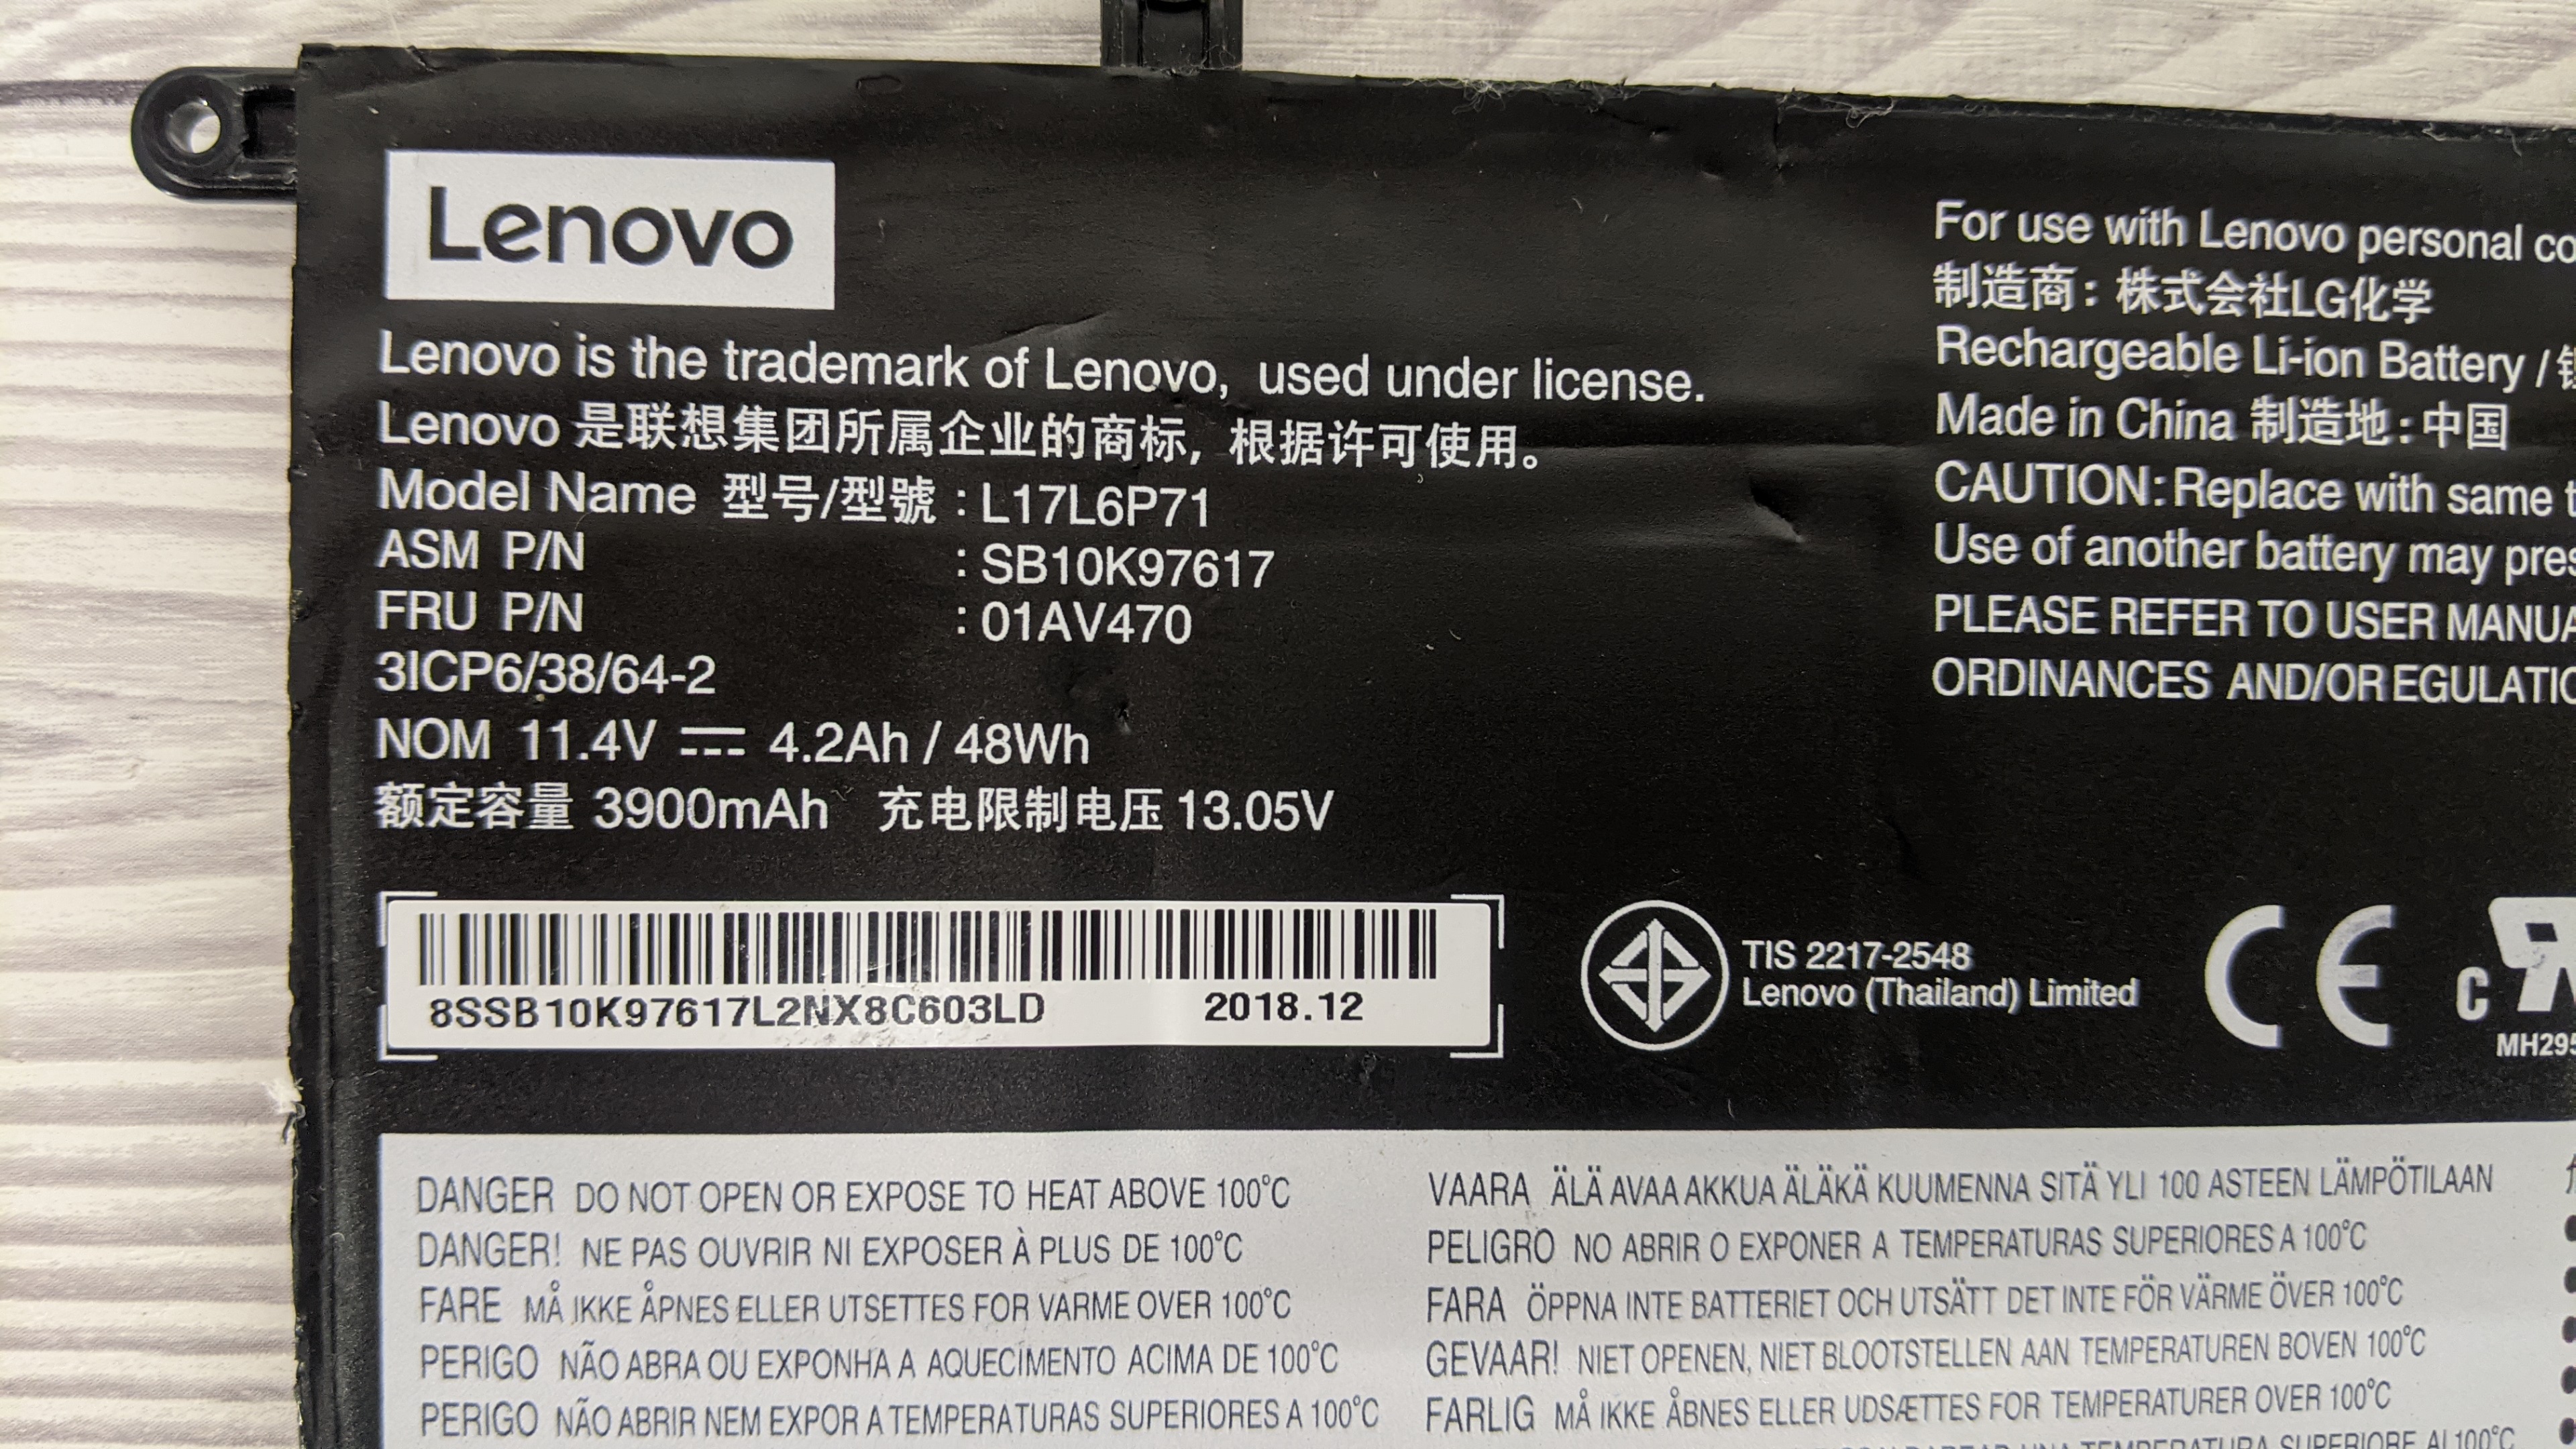 Lenovo
Lenovo is the trademark of Lenovo, used under license.
Lenovo 是联想集团所属企业的商标, 根据许可使用。
Model Name 型号/型號 : L17L6P71
ASM P/N : SB10K97617
FRU P/N : 01AV470
3ICP6/38/64-2
NOM 11.4V 4.2Ah / 48Wh
额定容量 3900mAh 充电限制电压 13.05V
8SSB10K97617L2NX8C603LD 2018.12
For use with Lenovo personal co
制造商: 株式会社LG化学
Rechargeable Li-ion Battery /
Made in China 制造地:中国
CAUTION: Replace with same t
Use of another battery may pres
PLEASE REFER TO USER MANUA
ORDINANCES AND/OR EGULATIO
TIS 2217-2548
Lenovo (Thailand) Limited
CE
c
MH295
DANGER DO NOT OPEN OR EXPOSE TO HEAT ABOVE 100°C
DANGER! NE PAS OUVRIR NI EXPOSER À PLUS DE 100°C
FARE MÅ IKKE ÅPNES ELLER UTSETTES FOR VARME OVER 100°C
PERIGO NÃO ABRA OU EXPONHA A AQUECIMENTO ACIMA DE 100°C
PERIGO NÃO ABRIR NEM EXPOR A TEMPERATURAS SUPERIORES A 100°C
VAARA ÄLÄ AVAA AKKUA ÄLÄKÄ KUUMENNA SITÄ YLI 100 ASTEEN LÄMPÖTILAAN
PELIGRO NO ABRIR O EXPONER A TEMPERATURAS SUPERIORES A 100°C
FARA ÖPPNA INTE BATTERIET OCH UTSÄTT DET INTE FÖR VÄRME ÖVER 100°C
GEVAAR! NIET OPENEN, NIET BLOOTSTELLEN AAN TEMPERATUREN BOVEN 100°C
FARLIG MÅ IKKE ÅBNES ELLER UDSÆTTES FOR TEMPERATURER OVER 100°C